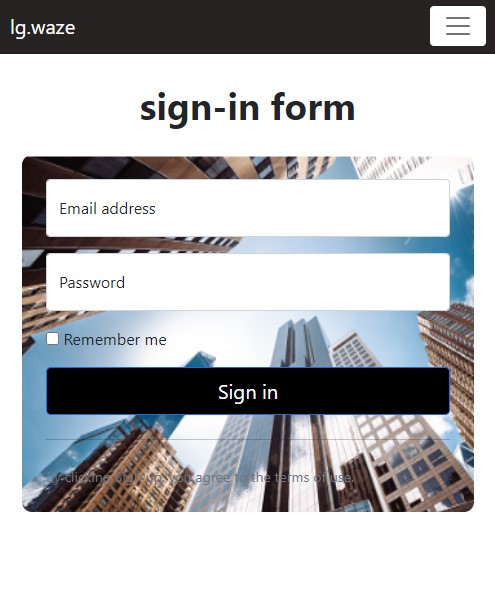 lg.waze
sign-in form
Email address
Password
Remember me
Sign in
By clicking Sign up, you agree to the terms of use.